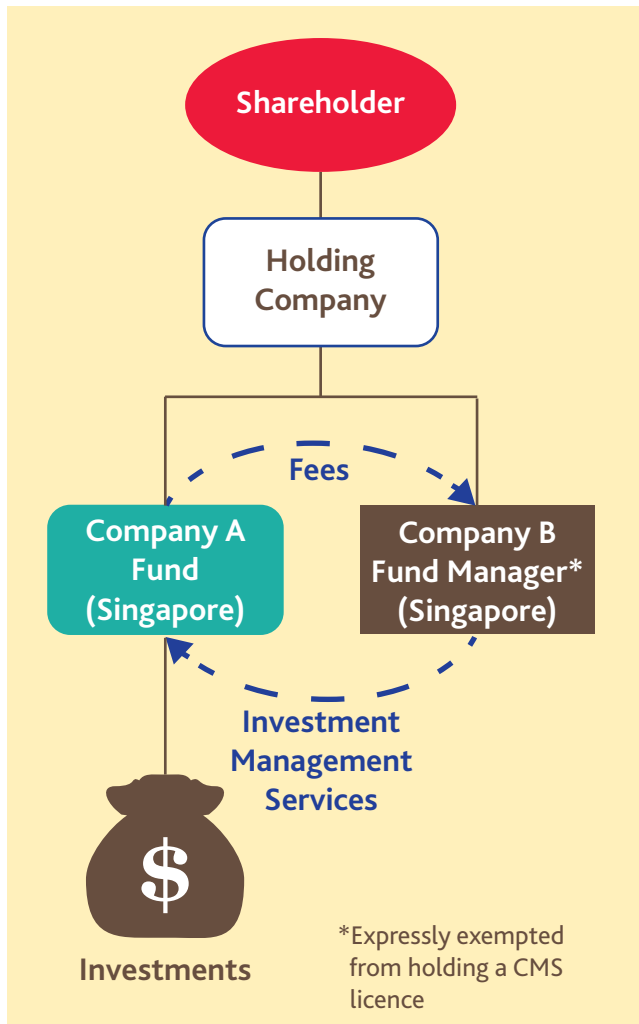 Shareholder
Holding
Company
Fees
Company A
Fund
(Singapore)
Company B
Fund Manager*
(Singapore)
Investment
Management
Services
$
Investments
*Expressly exempted
from holding a CMS
licence